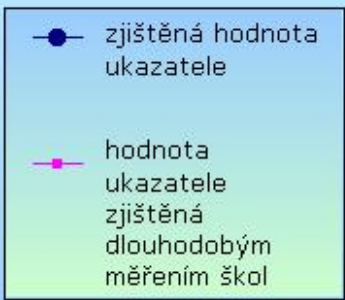 zjištěná hodnota
ukazatele
hodnota
ukazatele
zjištěná
dlouhodobým
měřením škol